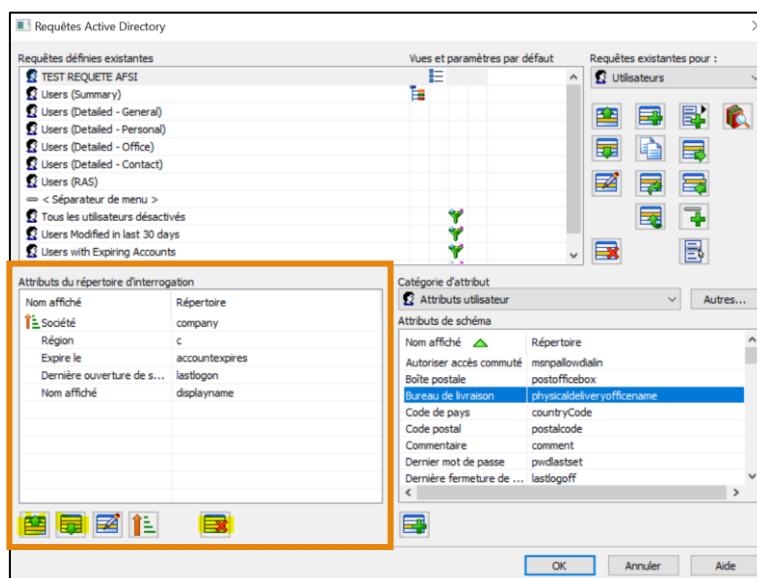 Requêtes Active Directory
Requêtes définies existantes Vues et paramètres par défaut Requêtes existantes pour :
TEST REQUETE AFSI Utilisateurs
Users (Summary)
Users (Detailed - General)
Users (Detailed - Personal)
Users (Detailed - Office)
Users (Detailed - Contact)
Users (RAS)
< Séparateur de menu >
Tous les utilisateurs désactivés
Users Modified in last 30 days
Users with Expiring Accounts
Attributs du répertoire d'interrogation
Nom affiché Répertoire
Société company
Région c
Expire le accountexpires
Dernière ouverture de s... lastlogon
Nom affiché displayname
Catégorie d'attribut
Attributs utilisateur Autres...
Attributs de schéma
Nom affiché Répertoire
Autoriser accès commuté msnpallowdialin
Boîte postale postofficebox
Bureau de livraison physicaldeliveryofficename
Code de pays countryCode
Code postal postalcode
Commentaire comment
Dernier mot de passe pwdlastset
Dernière fermeture de ... lastlogoff
OK Annuler Aide